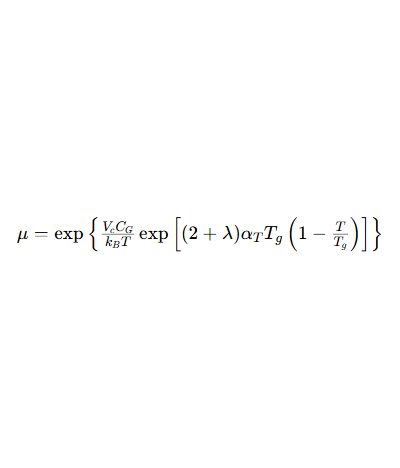 μ = exp { V_c C_G / k_B T exp [ (2 + λ) α_T T_g ( 1 − T / T_g ) ] }